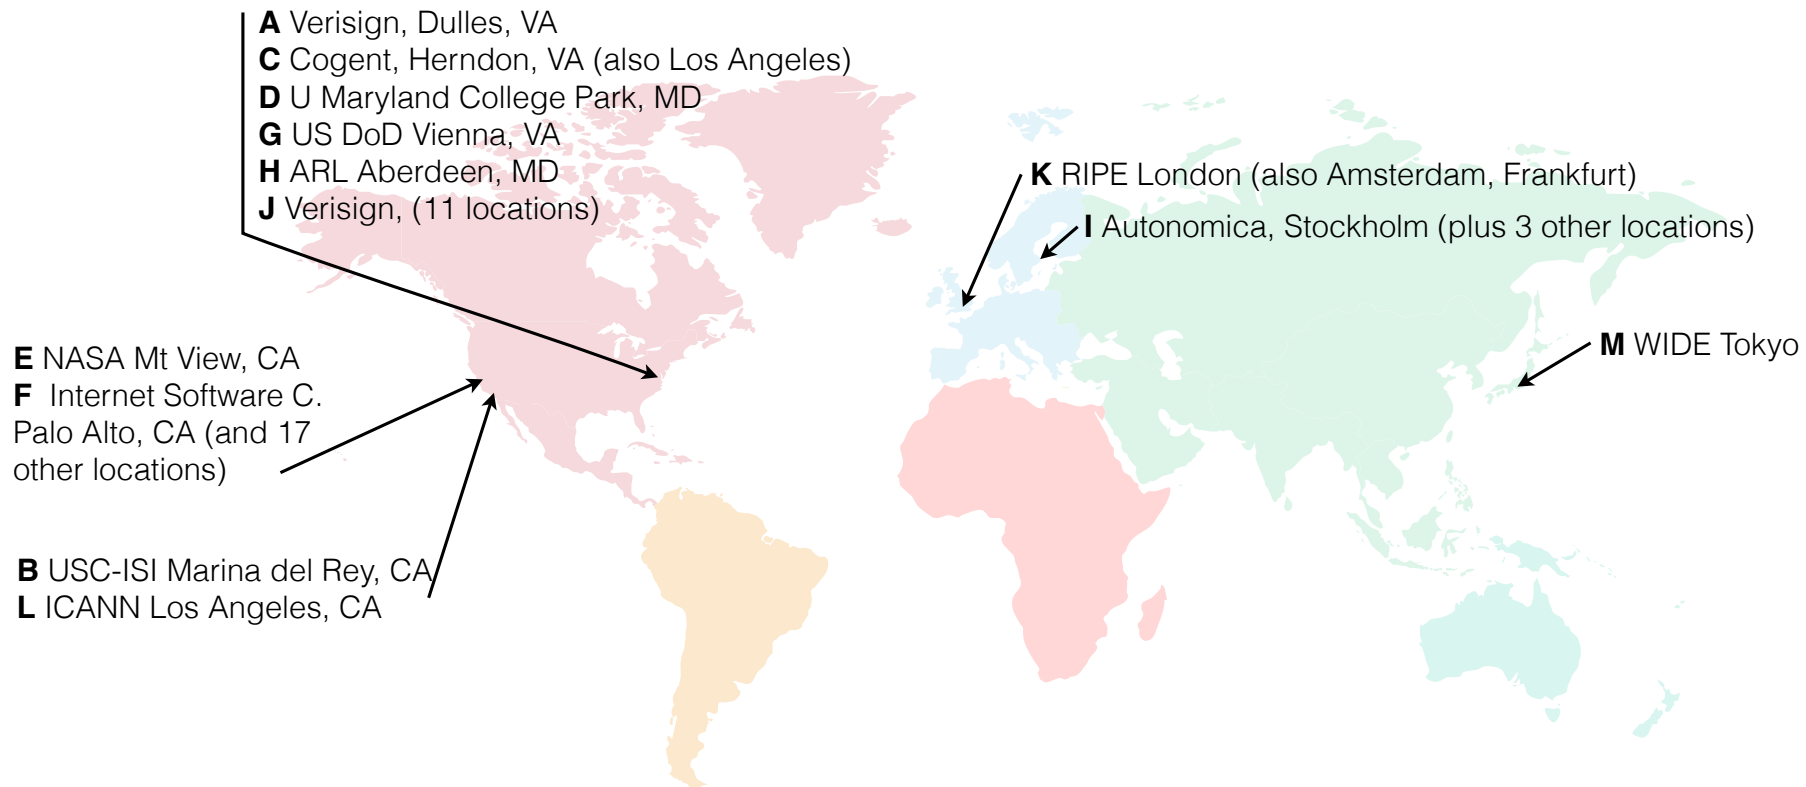 A Verisign, Dulles, VA
C Cogent, Herndon, VA (also Los Angeles)
D U Maryland College Park, MD
G US DoD Vienna, VA
H ARL Aberdeen, MD
J Verisign, (11 locations)
K RIPE London (also Amsterdam, Frankfurt)
I Autonomica, Stockholm (plus 3 other locations)
M WIDE Tokyo
E NASA Mt View, CA
F Internet Software C.
Palo Alto, CA (and 17
other locations)
B USC-ISI Marina del Rey, CA
L ICANN Los Angeles, CA